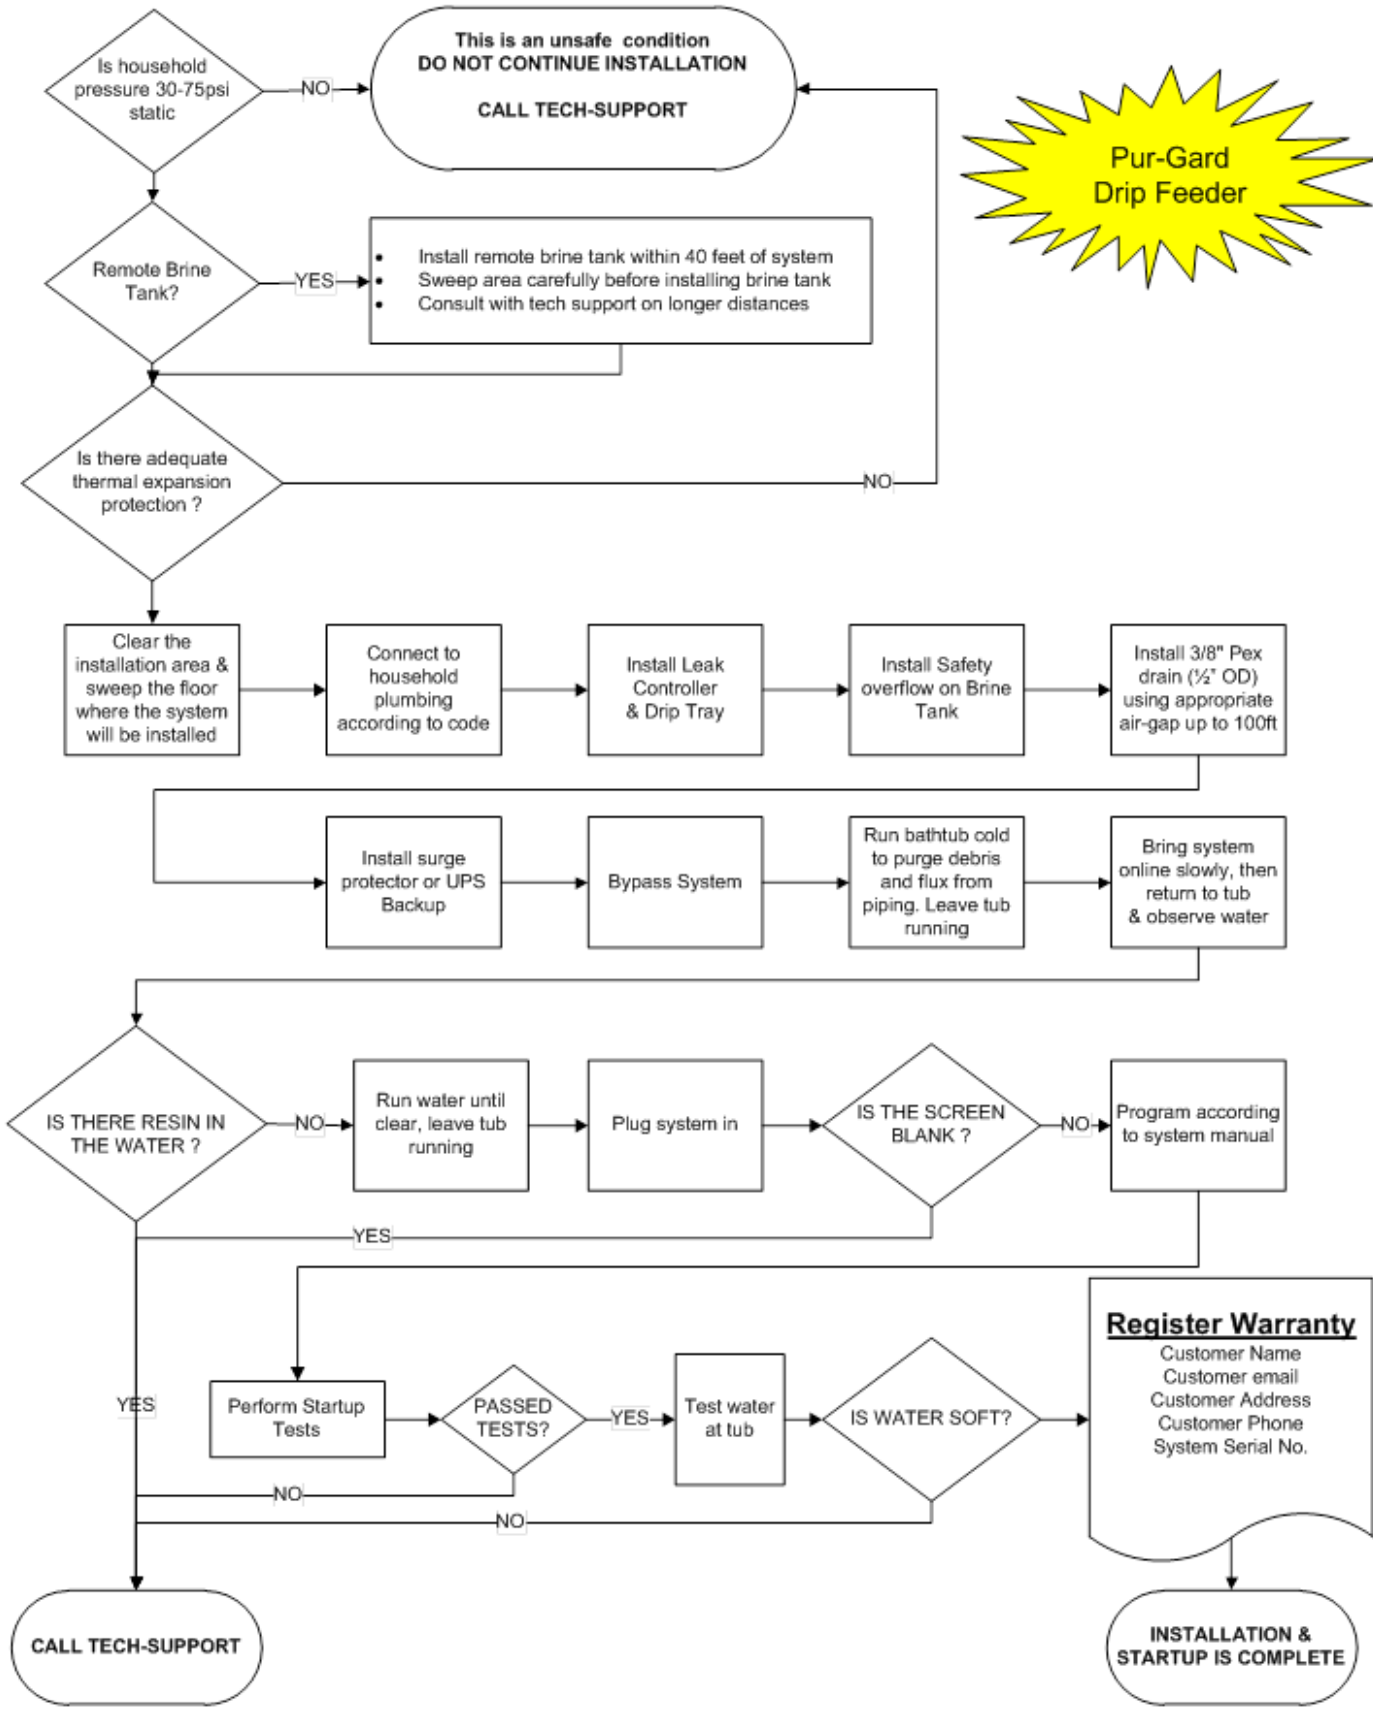 Is household
pressure 30-75psi
static
NO
This is an unsafe condition
DO NOT CONTINUE INSTALLATION
CALL TECH-SUPPORT
Pur-Gard
Drip Feeder
Remote Brine
Tank?
YES
• Install remote brine tank within 40 feet of system
• Sweep area carefully before installing brine tank
• Consult with tech support on longer distances
Is there adequate
thermal expansion
protection ?
NO
Clear the
installation area &
sweep the floor
where the system
will be installed
Connect to
household
plumbing
according to code
Install Leak
Controller
& Drip Tray
Install Safety
overflow on Brine
Tank
Install 3/8" Pex
drain (½" OD)
using appropriate
air-gap up to 100ft
Install surge
protector or UPS
Backup
Bypass System
Run bathtub cold
to purge debris
and flux from
piping. Leave tub
running
Bring system
online slowly, then
return to tub
& observe water
IS THERE RESIN IN
THE WATER ?
NO
Run water until
clear, leave tub
running
Plug system in
IS THE SCREEN
BLANK ?
NO
Program according
to system manual
YES
YES
Perform Startup
Tests
PASSED
TESTS?
YES
Test water
at tub
IS WATER SOFT?
Register Warranty
Customer Name
Customer email
Customer Address
Customer Phone
System Serial No.
NO
NO
CALL TECH-SUPPORT
INSTALLATION &
STARTUP IS COMPLETE